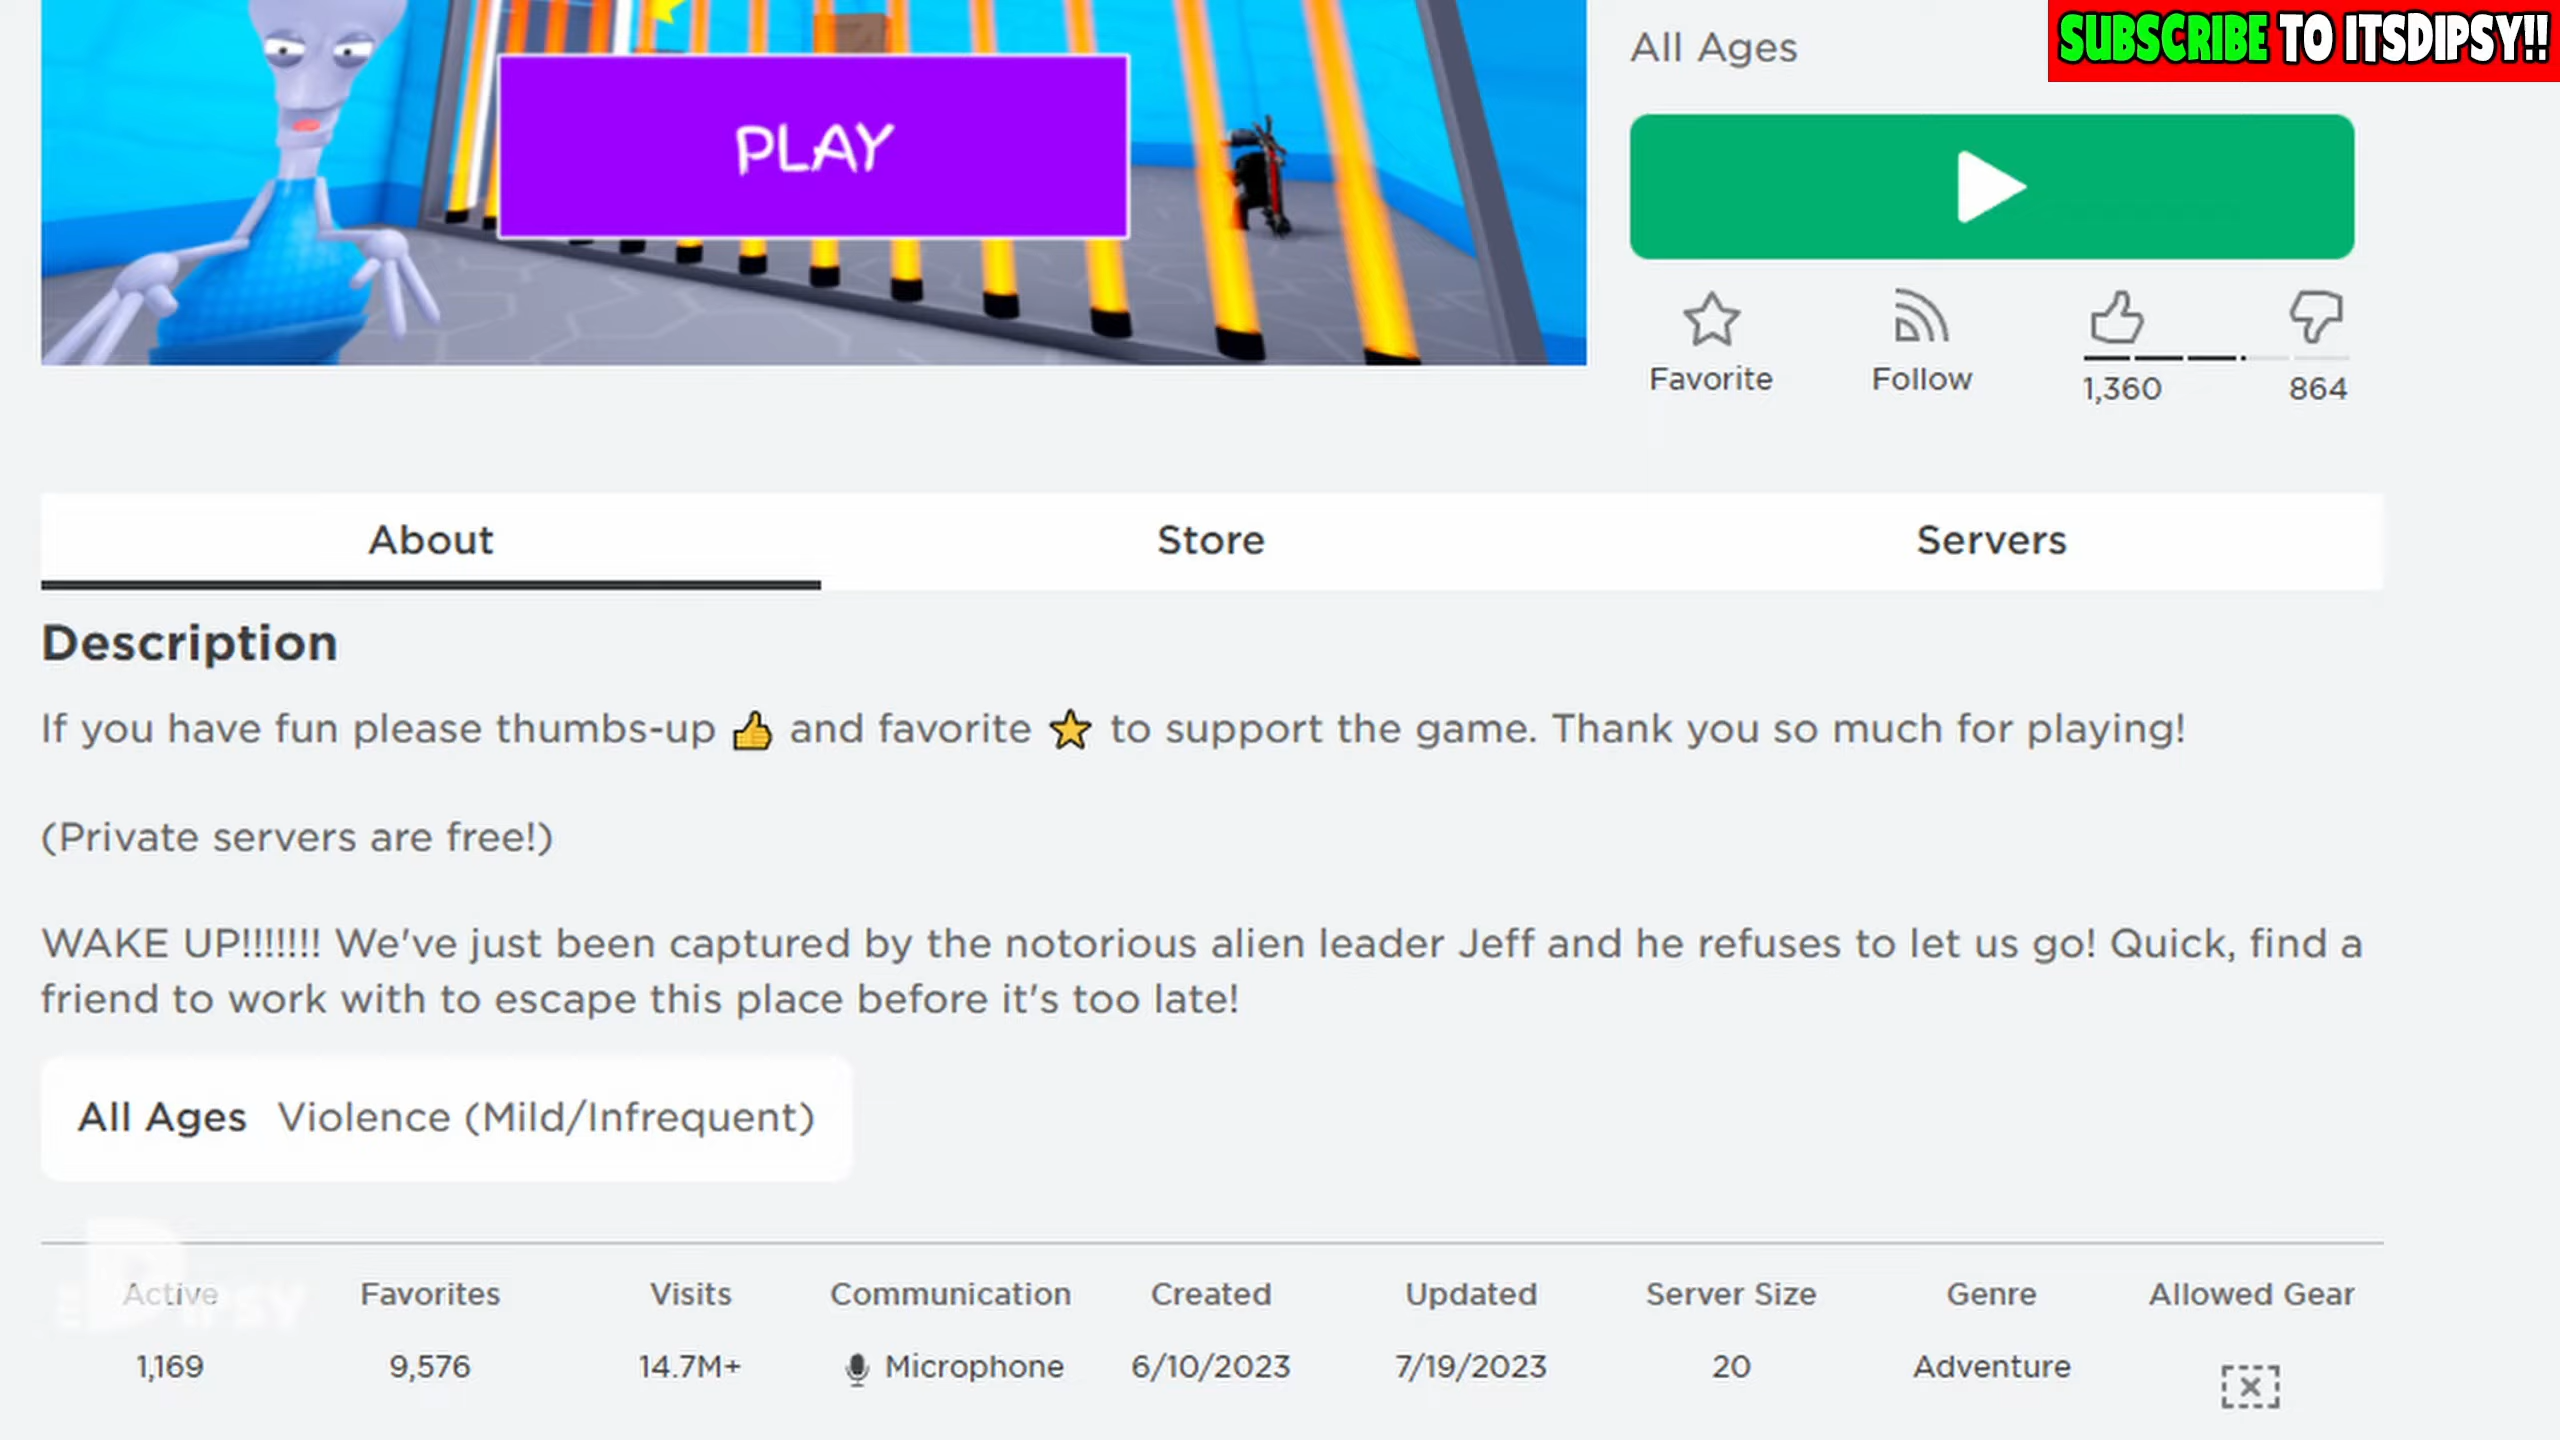 SUBSCRIBE TO ITSDIPSY!!
All Ages
PLAY
Favorite
Follow
1,360
864
About
Store
Servers
Description
If you have fun please thumbs-up 👍 and favorite ⭐ to support the game. Thank you so much for playing!
(Private servers are free!)
WAKE UP!!!!!!! We've just been captured by the notorious alien leader Jeff and he refuses to let us go! Quick, find a
friend to work with to escape this place before it's too late!
All Ages Violence (Mild/Infrequent)
Active Favorites Visits Communication Created Updated Server Size Genre Allowed Gear
1,169 9,576 14.7M+ Microphone 6/10/2023 7/19/2023 20 Adventure